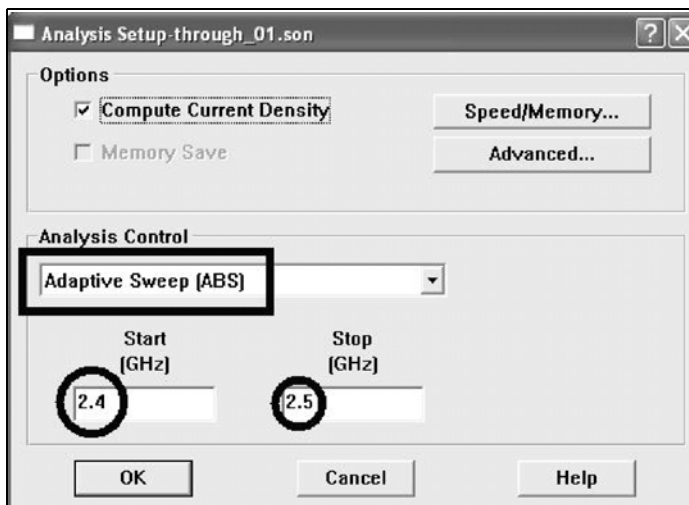 Analysis Setup-through_01.son
Options
Compute Current Density
Speed/Memory...
Memory Save
Advanced...
Analysis Control
Adaptive Sweep (ABS)
Start
(GHz)
Stop
(GHz)
2.4
2.5
OK
Cancel
Help